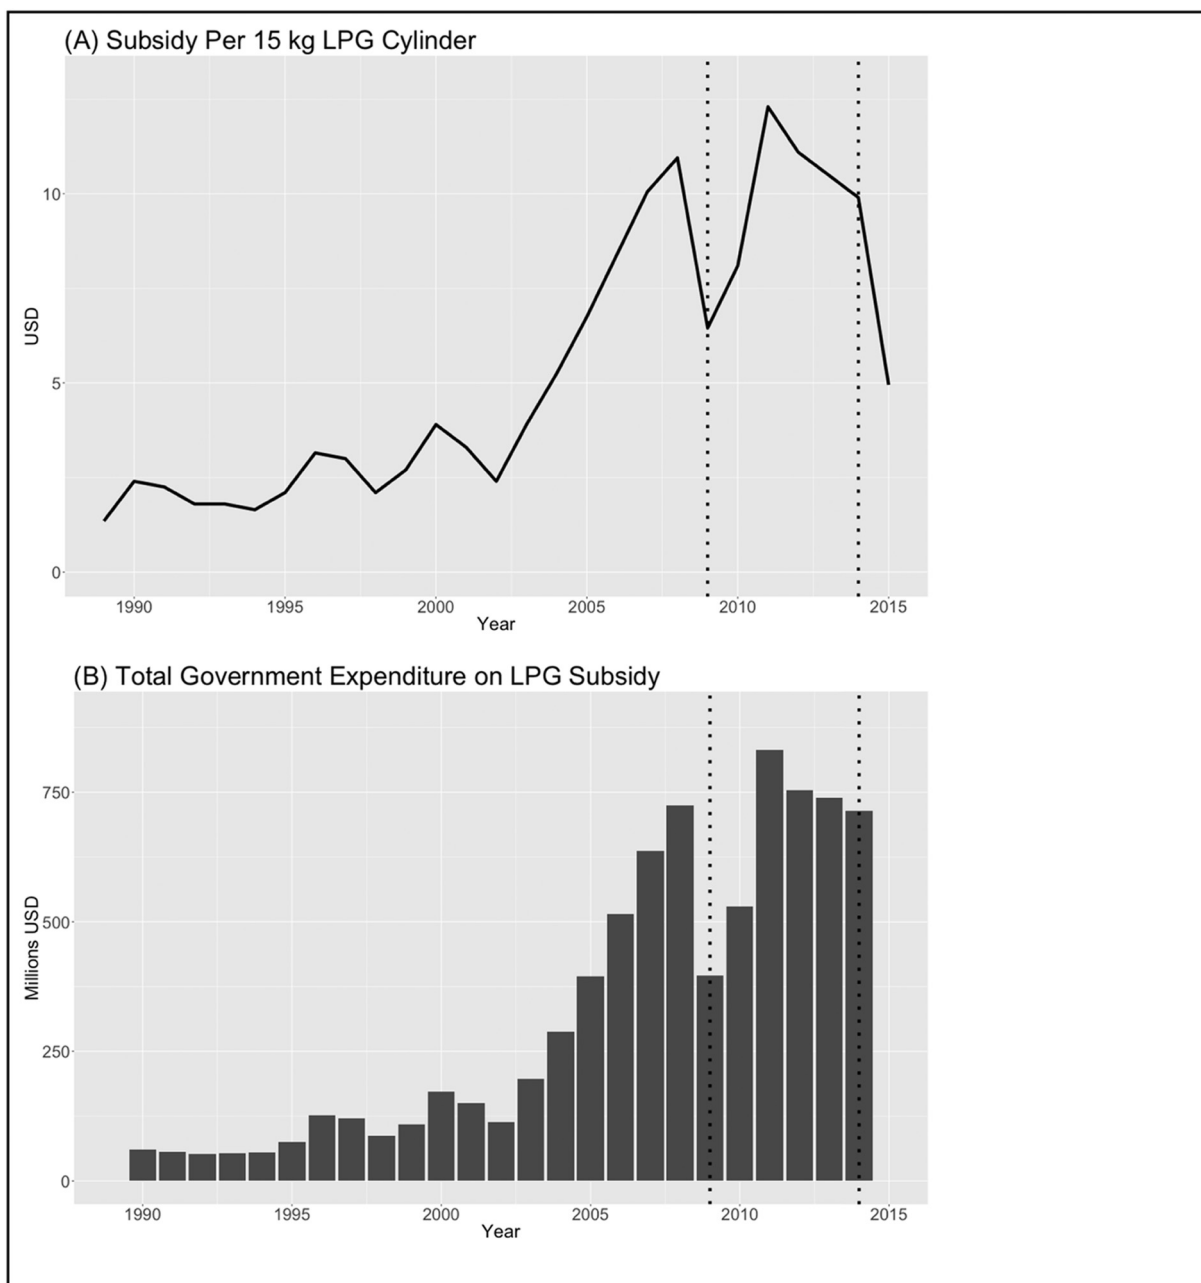 (A) Subsidy Per 15 kg LPG Cylinder
10
5
0
USD
1990 1995 2000 2005 2010 2015
Year
(B) Total Government Expenditure on LPG Subsidy
750
500
250
0
Millions USD
1990 1995 2000 2005 2010 2015
Year